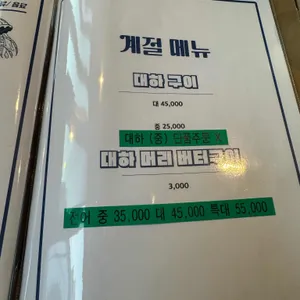 계절 메뉴
대하 구이
대 45,000
중 25,000
대하 (중) 단품주문 X
대하 머리 버터구이
3,000
전어 중 35,000 대 45,000 특대 55,000